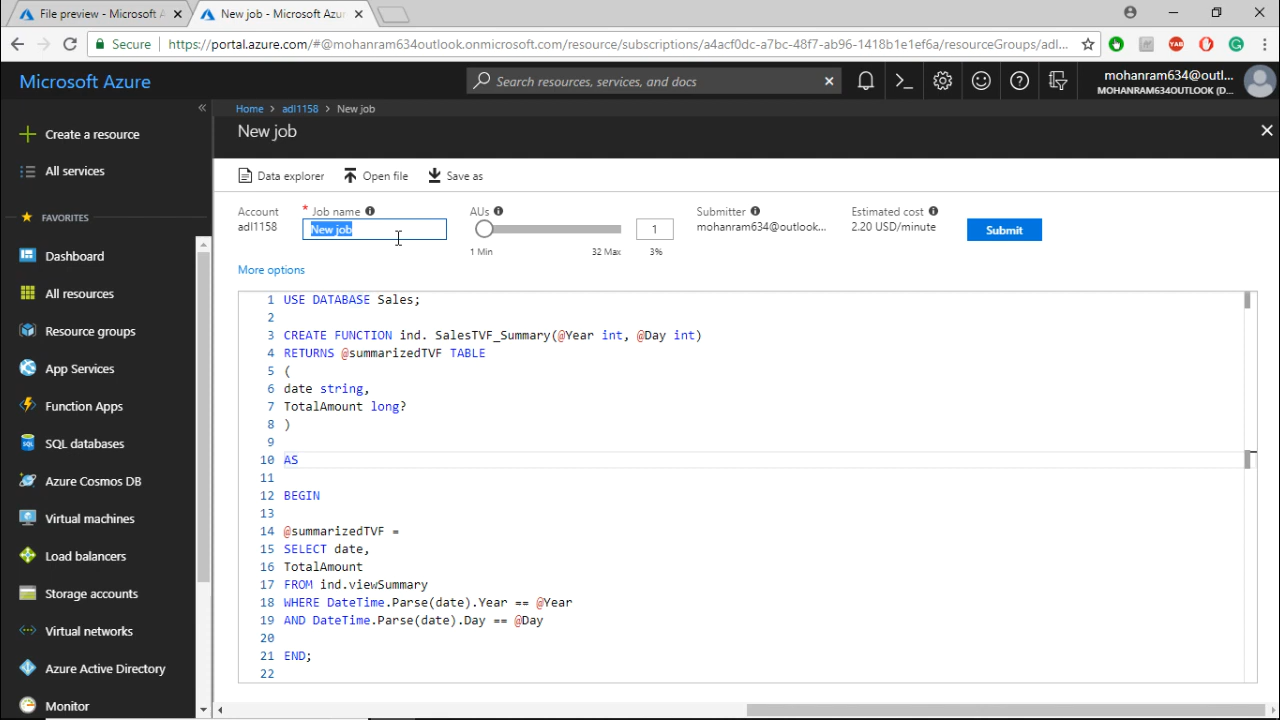 File preview - Microsoft A
New job - Microsoft Azu
Secure
https://portal.azure.com/#@mohanram634outlook.onmicrosoft.com/resource/subscriptions/a4acf0dc-a7bc-48f7-ab96-1418b1e1ef6a/resourceGroups/adl
Microsoft Azure
Search resources, services, and docs
mohanram634@outl...
MOHANRAM634OUTLOOK (D...
Home > adl1158 > New job
New job
Create a resource
All services
FAVORITES
Dashboard
All resources
Resource groups
App Services
Function Apps
SQL databases
Azure Cosmos DB
Virtual machines
Load balancers
Storage accounts
Virtual networks
Azure Active Directory
Monitor
Data explorer
Open file
Save as
Account
adl1158
* Job name
New job
AUs
1 Min
32 Max
1
3%
Submitter
mohanram634@outlook...
Estimated cost
2.20 USD/minute
Submit
More options
1 USE DATABASE Sales;
2
3 CREATE FUNCTION ind. SalesTVF_Summary(@Year int, @Day int)
4 RETURNS @summarizedTVF TABLE
5 (
6 date string,
7 TotalAmount long?
8 )
9
10 AS
11
12 BEGIN
13
14 @summarizedTVF =
15 SELECT date,
16 TotalAmount
17 FROM ind.viewSummary
18 WHERE DateTime.Parse(date).Year == @Year
19 AND DateTime.Parse(date).Day == @Day
20
21 END;
22